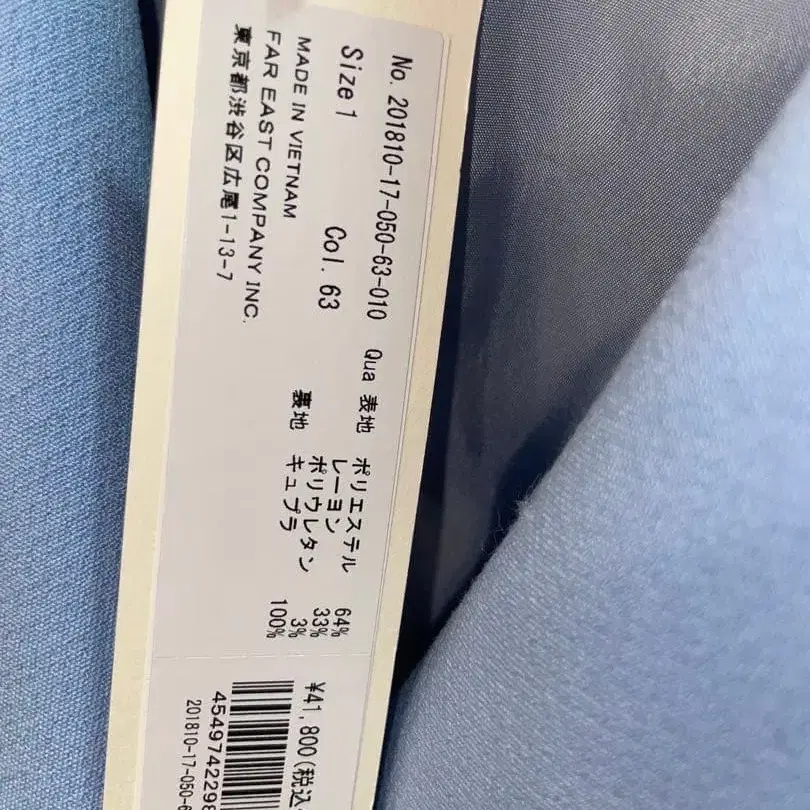 No. 201810-17-050-63-010
Size 1 Col. 63
MADE IN VIETNAM
FAR EAST COMPANY INC.
東京都渋谷区広尾1-13-7
Qua 表地 ポリエステル 64%
レーヨン 33%
ポリウレタン 3%
裏地 キュプラ 100%
¥41,800(税込
4549742298
201810-17-050-6